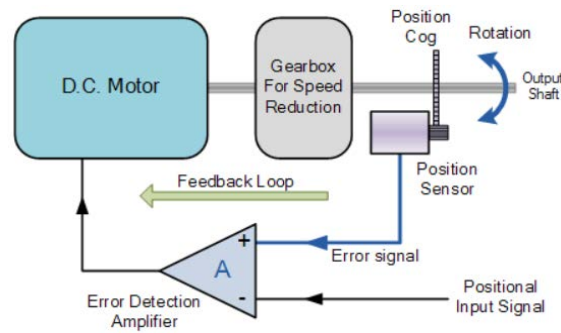 Position
Cog
Rotation
D.C. Motor
Gearbox
For Speed
Reduction
Output
Shaft
Position
Sensor
Feedback Loop
+
A
-
Error signal
Error Detection
Amplifier
Positional
Input Signal